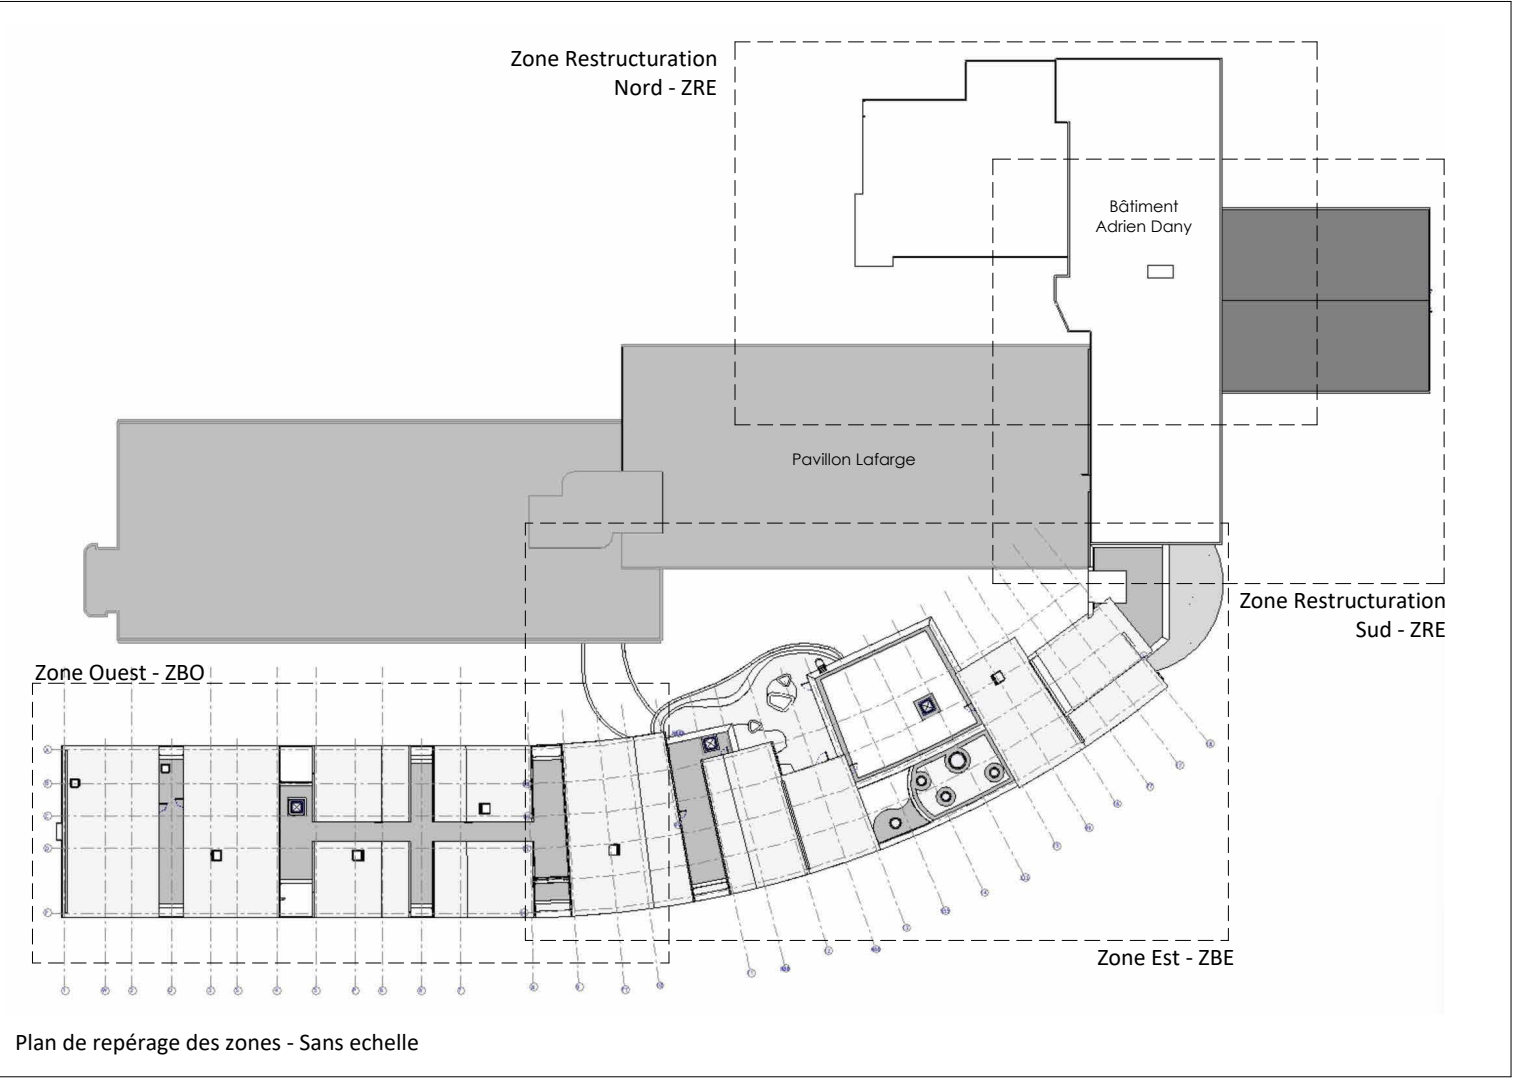 Zone Restructuration
Nord - ZRE
Bâtiment
Adrien Dany
Pavillon Lafarge
Zone Restructuration
Sud - ZRE
Zone Ouest - ZBO
Zone Est - ZBE
Plan de repérage des zones - Sans echelle